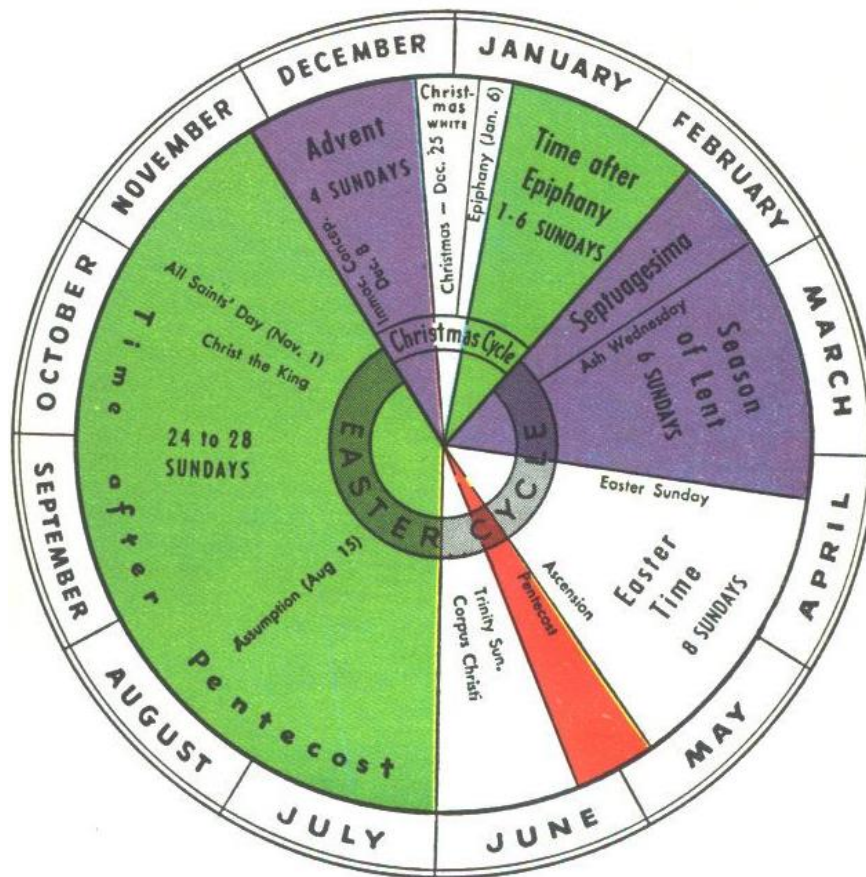 JANUARY
FEBRUARY
MARCH
APRIL
MAY
JUNE
JULY
AUGUST
SEPTEMBER
OCTOBER
NOVEMBER
DECEMBER
Advent
4 SUNDAYS
Immac. Concep.
Dec. 8
Christ-
mas
WHITE
Christmas — Dec. 25
Epiphany (Jan. 6)
Time after
Epiphany
1-6 SUNDAYS
Christmas Cycle
Septuagesima
Ash Wednesday
Season
of Lent
6 SUNDAYS
Easter Sunday
Easter
Time
8 SUNDAYS
Ascension
Pentecost
Trinity Sun.
Corpus Christi
EASTER CYCLE
All Saints' Day (Nov. 1)
Christ the King
24 to 28
SUNDAYS
Assumption (Aug 15)
Time after Pentecost